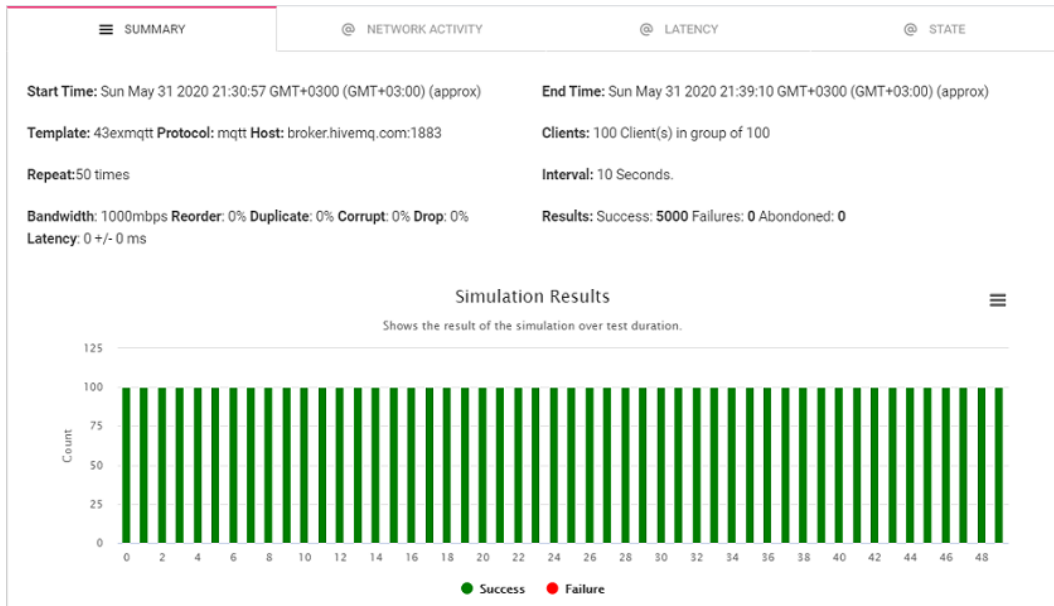 SUMMARY
@ NETWORK ACTIVITY
@ LATENCY
@ STATE
Start Time: Sun May 31 2020 21:30:57 GMT+0300 (GMT+03:00) (approx)
End Time: Sun May 31 2020 21:39:10 GMT+0300 (GMT+03:00) (approx)
Template: 43exmqtt Protocol: mqtt Host: broker.hivemq.com:1883
Clients: 100 Client(s) in group of 100
Repeat:50 times
Interval: 10 Seconds.
Bandwidth: 1000mbps Reorder: 0% Duplicate: 0% Corrupt: 0% Drop: 0%
Latency: 0 +/- 0 ms
Results: Success: 5000 Failures: 0 Abondoned: 0
Simulation Results
Shows the result of the simulation over test duration.
125
100
75
50
25
0
Count
0 2 4 6 8 10 12 14 16 18 20 22 24 26 28 30 32 34 36 38 40 42 44 46 48
Success Failure